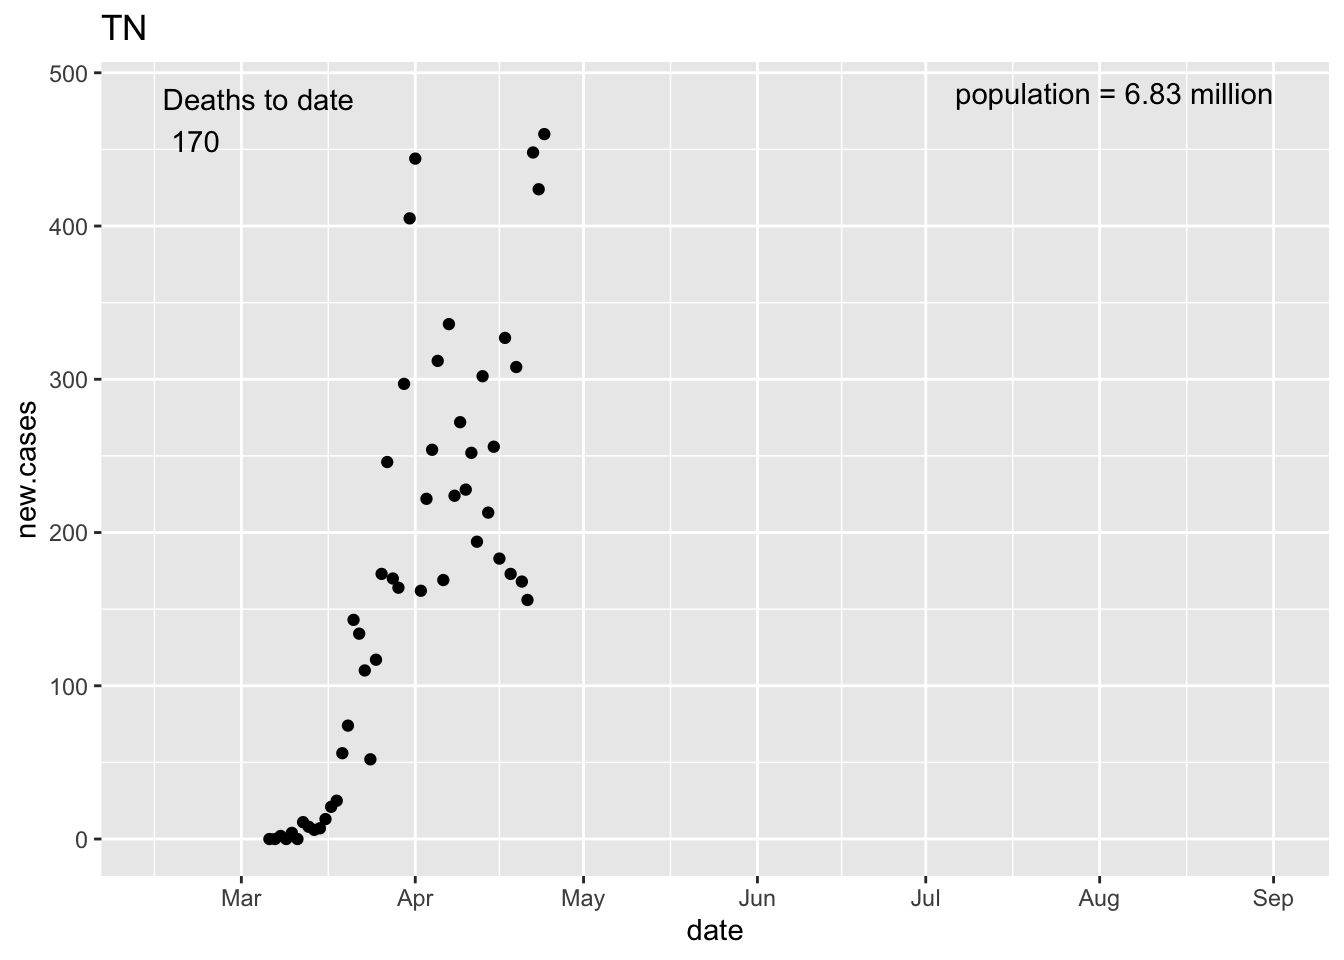 TN
Deaths to date
170
population = 6.83 million
500
400
300
200
100
0
new.cases
Mar Apr May Jun Jul Aug Sep
date